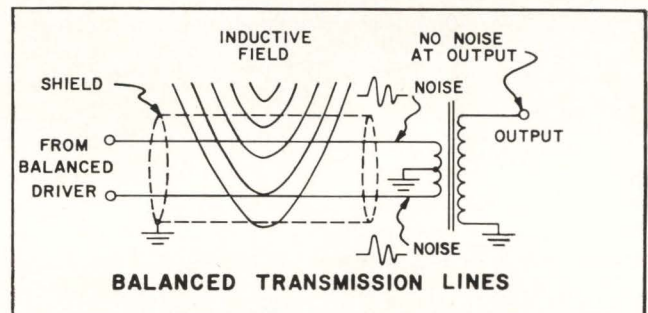 INDUCTIVE
FIELD
NO NOISE
AT OUTPUT
SHIELD
NOISE
FROM
BALANCED
DRIVER
OUTPUT
NOISE
BALANCED TRANSMISSION LINES